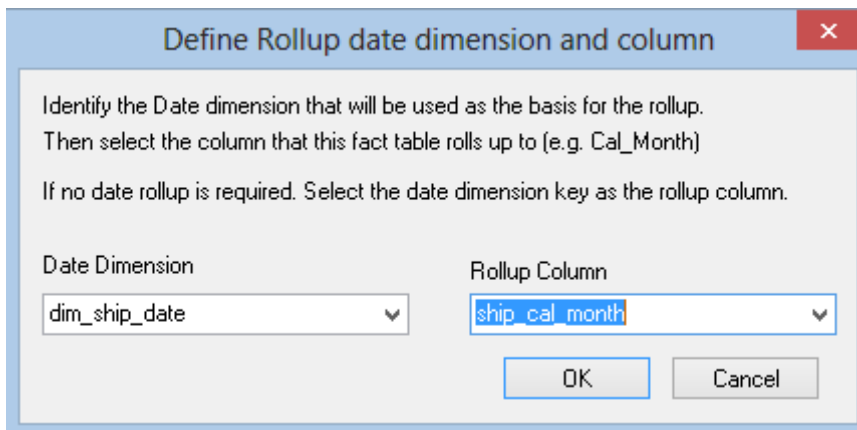 Define Rollup date dimension and column
Identify the Date dimension that will be used as the basis for the rollup.
Then select the column that this fact table rolls up to (e.g. Cal_Month)
If no date rollup is required. Select the date dimension key as the rollup column.
Date Dimension
Rollup Column
dim_ship_date
ship_cal_month
OK
Cancel